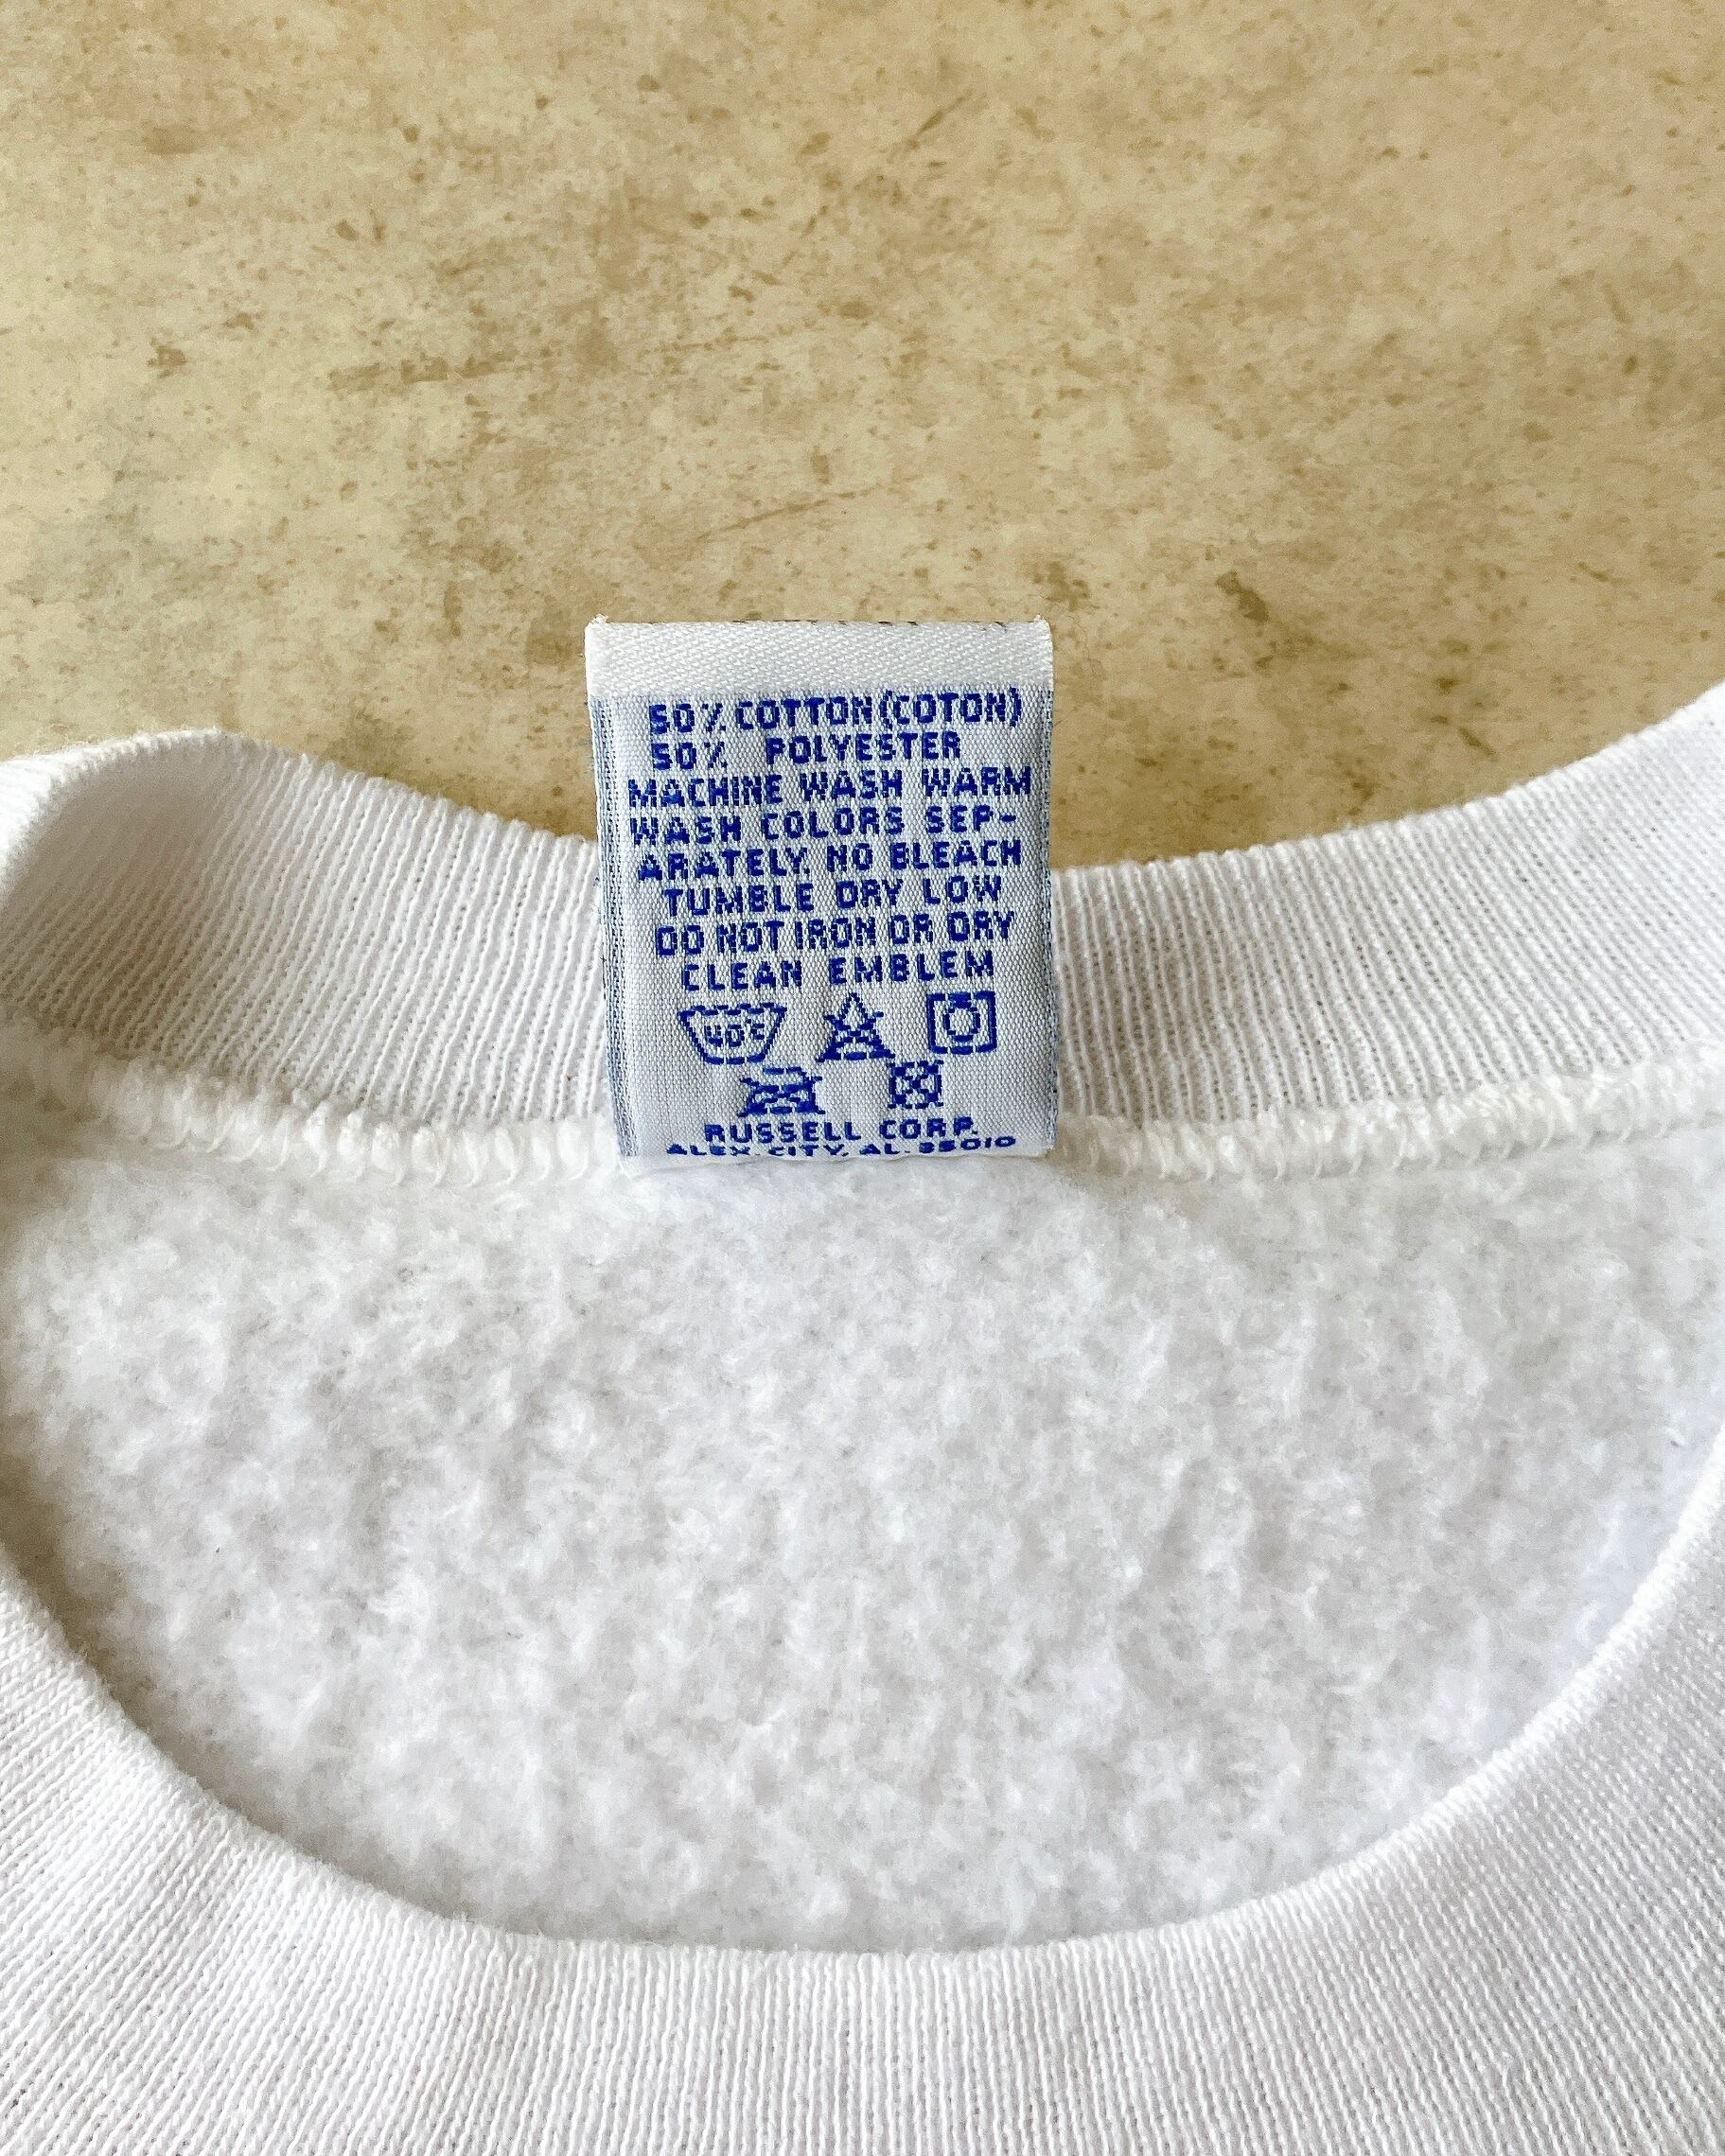 50% COTTON (COTON)
50% POLYESTER
MACHINE WASH WARM
WASH COLORS SEP-
ARATELY. NO BLEACH
TUMBLE DRY LOW
DO NOT IRON OR DRY
CLEAN EMBLEM
40°C
RUSSELL CORP.
ALEX. CITY, AL. 35010